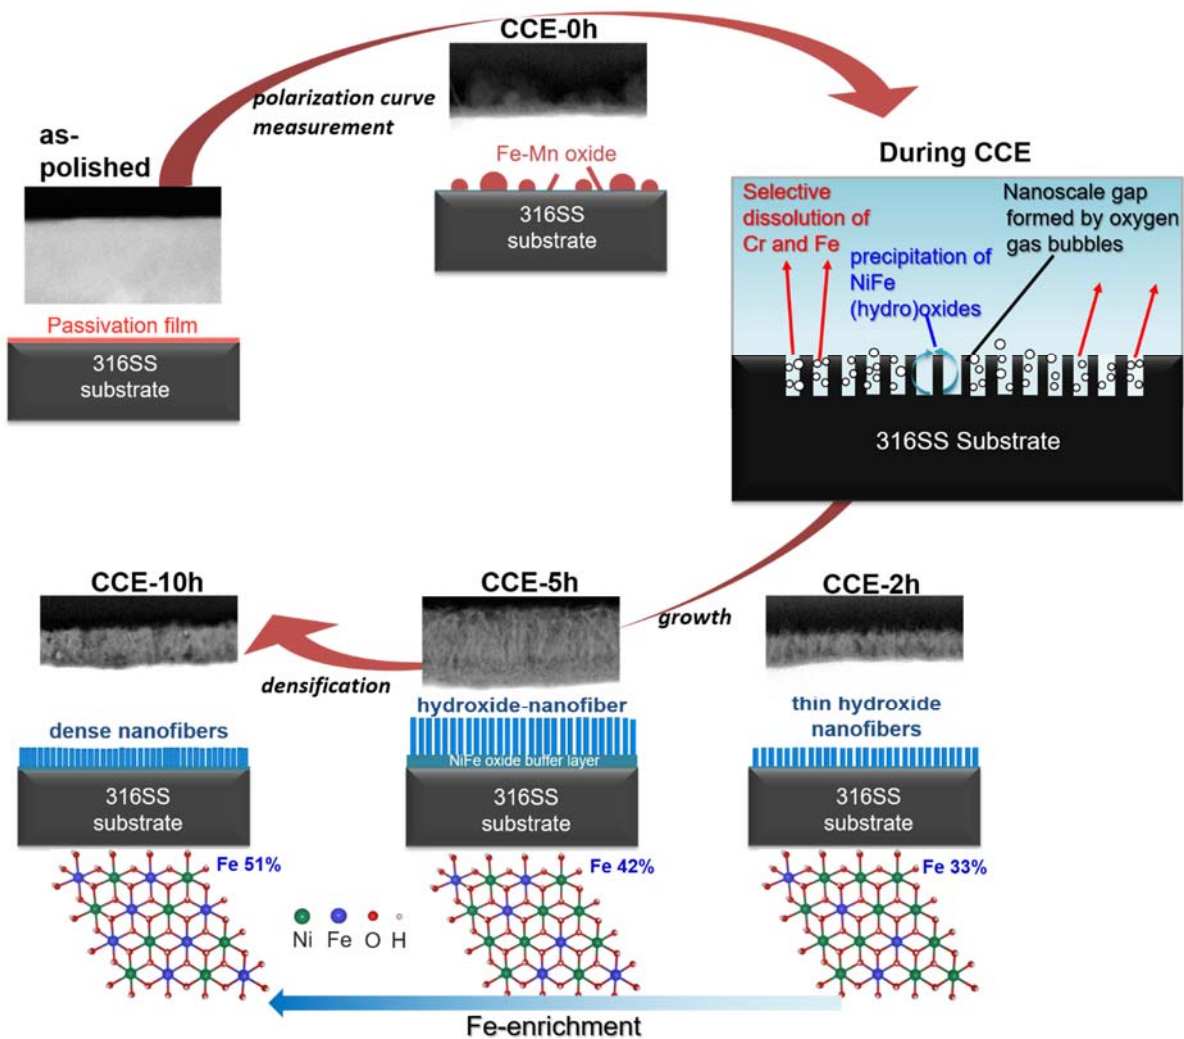 CCE-0h
polarization curve
measurement
as-
polished
Fe-Mn oxide
316SS
substrate
Passivation film
316SS
substrate
During CCE
Selective
dissolution of
Cr and Fe
Nanoscale gap
formed by oxygen
gas bubbles
precipitation of
NiFe
(hydro)oxides
316SS Substrate
CCE-10h
CCE-5h
CCE-2h
growth
densification
dense nanofibers
hydroxide-nanofiber
thin hydroxide
nanofibers
NiFe oxide buffer layer
316SS
substrate
316SS
substrate
316SS
substrate
Fe 51%
Fe 42%
Fe 33%
Ni Fe O H
Fe-enrichment